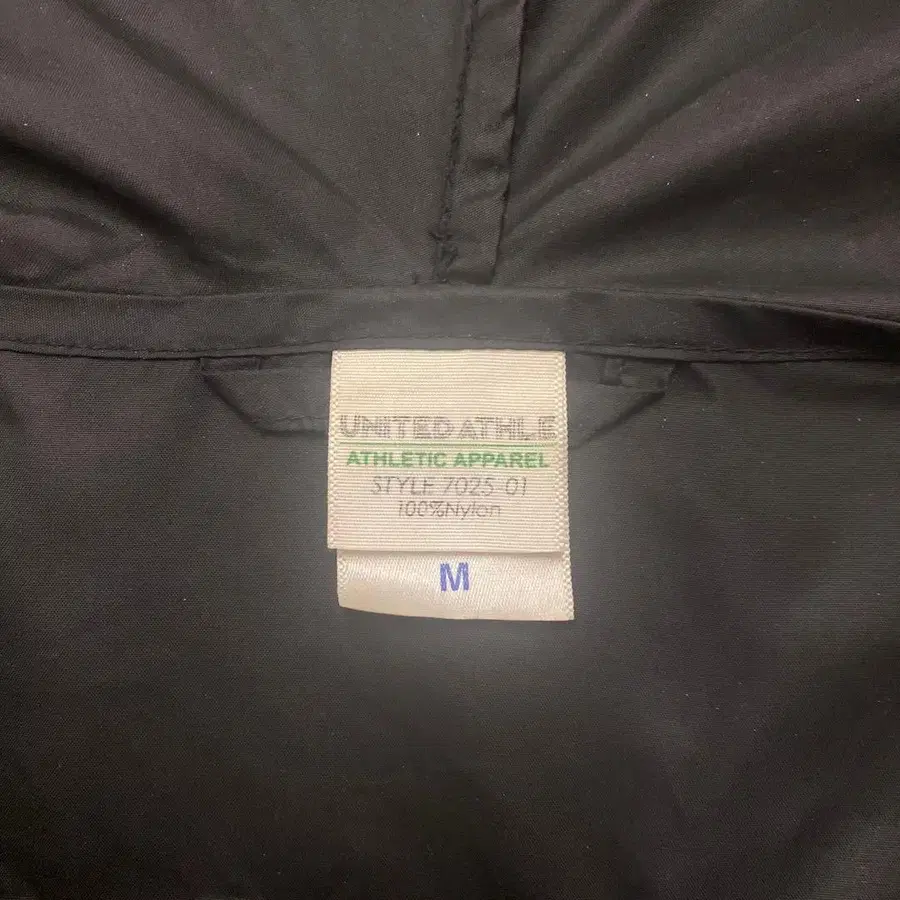 UNITED ATHLE
ATHLETIC APPAREL
STYLE 7025-01
100%Nylon
M